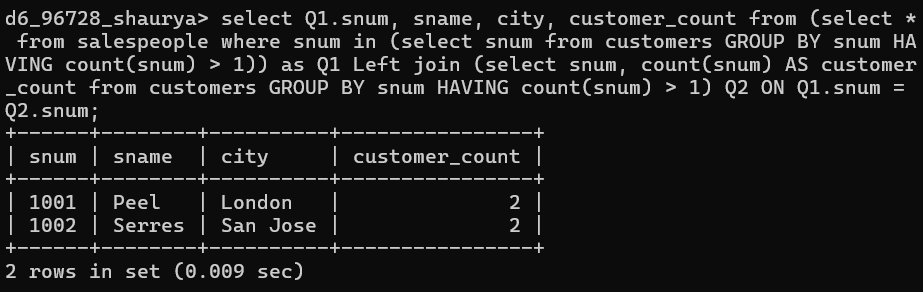 d6_96728_shaurya> select Q1.snum, sname, city, customer_count from (select *
 from salespeople where snum in (select snum from customers GROUP BY snum HA
VING count(snum) > 1)) as Q1 Left join (select snum, count(snum) AS customer
_count from customers GROUP BY snum HAVING count(snum) > 1) Q2 ON Q1.snum =
Q2.snum;
+------+--------+----------+----------------+
| snum | sname  | city     | customer_count |
+------+--------+----------+----------------+
| 1001 | Peel   | London   |              2 |
| 1002 | Serres | San Jose |              2 |
+------+--------+----------+----------------+
2 rows in set (0.009 sec)